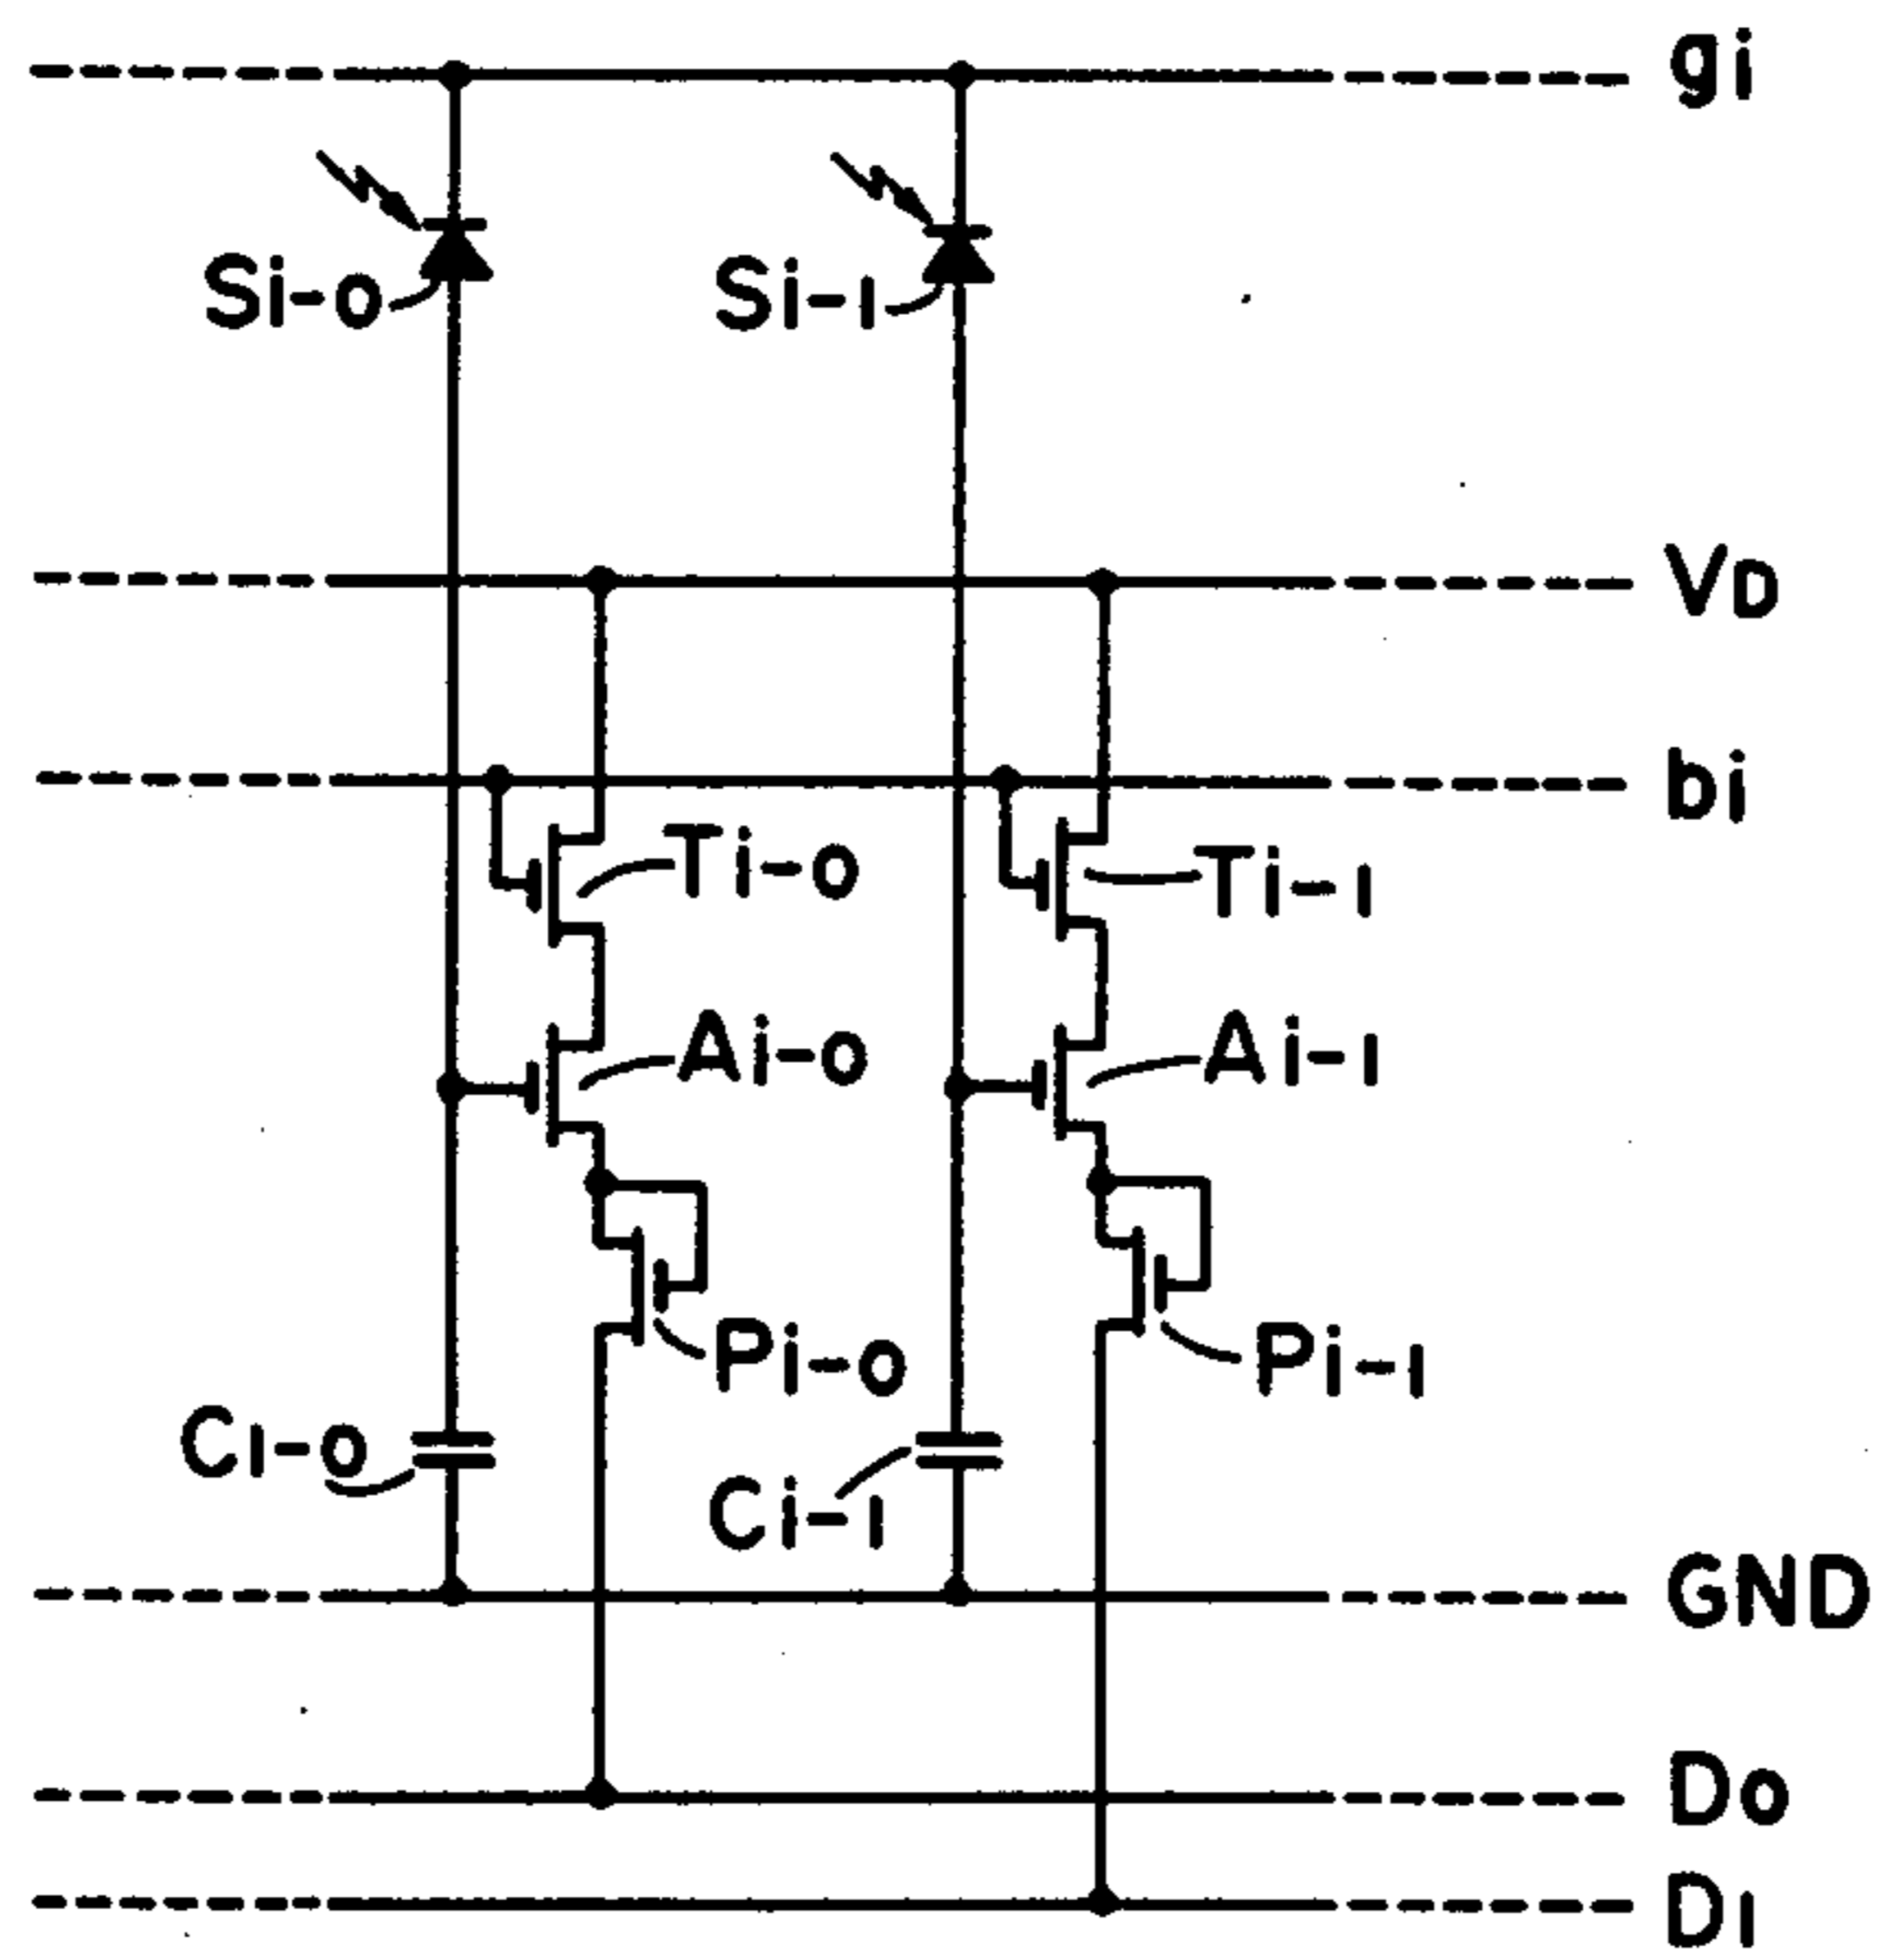 gi
Si-0
Si-1
VD
bi
Ti-0
Ti-1
Ai-0
Ai-1
Pi-0
Pi-1
Ci-0
Ci-1
GND
D0
D1